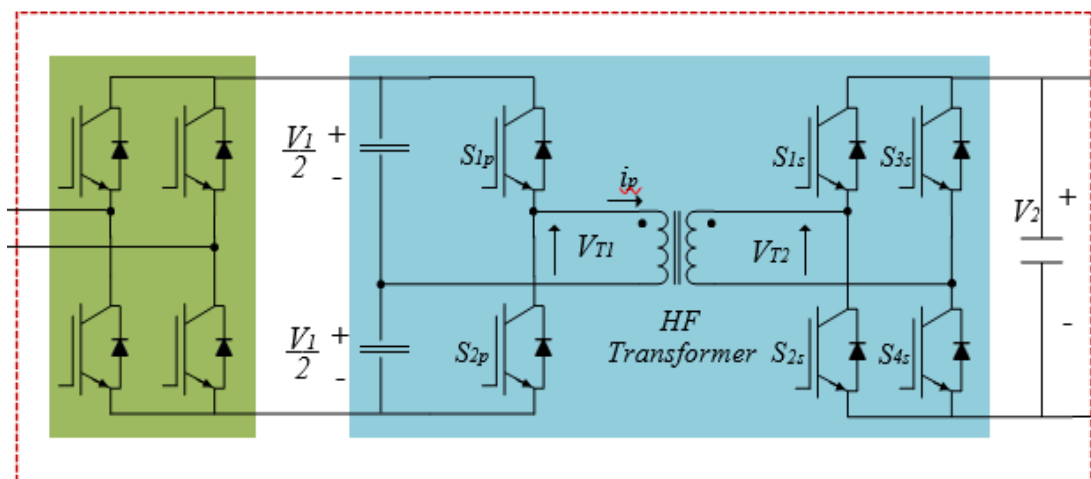 V1/2
+
-
S1p
ip
VT1
VT2
S1s
S3s
V2
+
-
HF
Transformer
V1/2
+
-
S2p
S2s
S4s